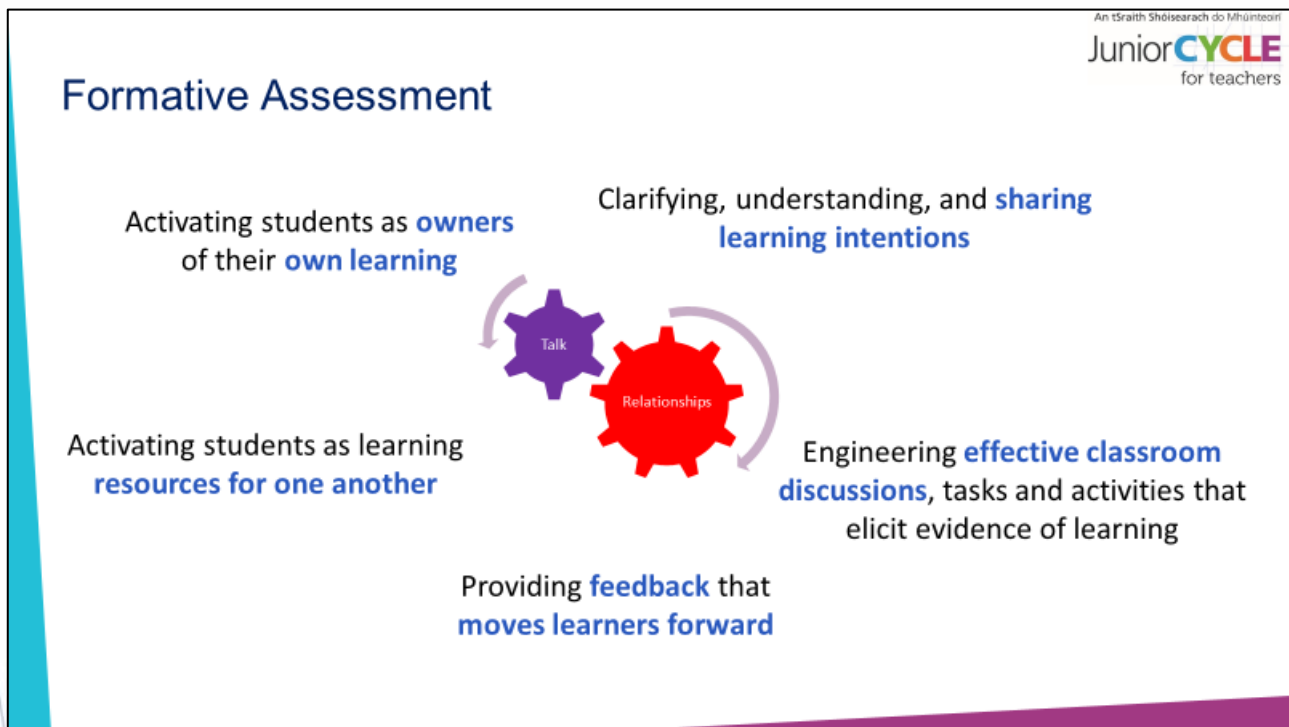 An tSraith Shóisearach do Mhúinteoirí
JuniorCYCLE
for teachers
Formative Assessment
Activating students as owners
of their own learning
Clarifying, understanding, and sharing
learning intentions
Talk
Relationships
Activating students as learning
resources for one another
Engineering effective classroom
discussions, tasks and activities that
elicit evidence of learning
Providing feedback that
moves learners forward